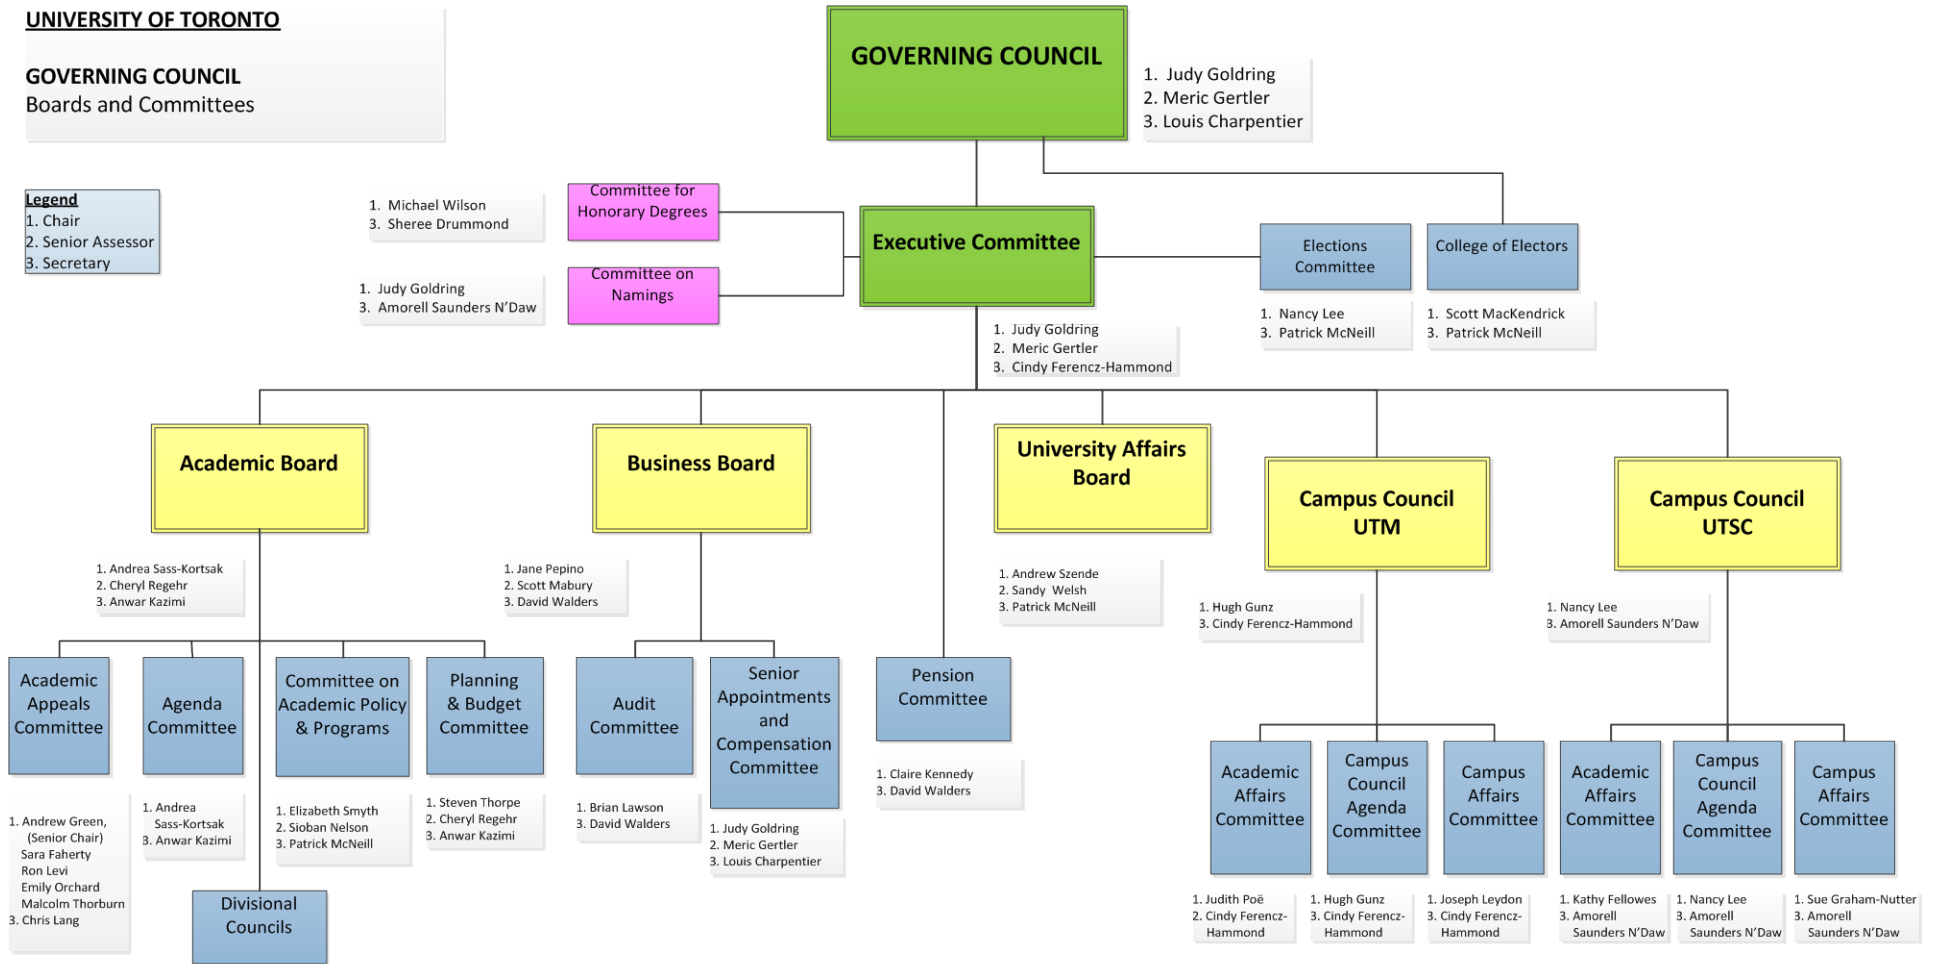 UNIVERSITY OF TORONTO
GOVERNING COUNCIL
Boards and Committees
GOVERNING COUNCIL
1. Judy Goldring
2. Meric Gertler
3. Louis Charpentier
Legend
1. Chair
2. Senior Assessor
3. Secretary
1. Michael Wilson
3. Sheree Drummond
Committee for
Honorary Degrees
1. Judy Goldring
3. Amorell Saunders N’Daw
Committee on
Namings
Executive Committee
1. Judy Goldring
2. Meric Gertler
3. Cindy Ferencz-Hammond
Elections
Committee
1. Nancy Lee
3. Patrick McNeill
College of Electors
1. Scott MacKendrick
3. Patrick McNeill
Academic Board
1. Andrea Sass-Kortsak
2. Cheryl Regehr
3. Anwar Kazimi
Business Board
1. Jane Pepino
2. Scott Mabury
3. David Walders
University Affairs
Board
1. Andrew Szende
2. Sandy Welsh
3. Patrick McNeill
Campus Council
UTM
1. Hugh Gunz
3. Cindy Ferencz-Hammond
Campus Council
UTSC
1. Nancy Lee
3. Amorell Saunders N’Daw
Academic
Appeals
Committee
1. Andrew Green,
(Senior Chair)
Sara Faherty
Ron Levi
Emily Orchard
Malcolm Thorburn
3. Chris Lang
Agenda
Committee
1. Andrea
Sass-Kortsak
3. Anwar Kazimi
Committee on
Academic Policy
& Programs
1. Elizabeth Smyth
2. Sioban Nelson
3. Patrick McNeill
Planning
& Budget
Committee
1. Steven Thorpe
2. Cheryl Regehr
3. Anwar Kazimi
Divisional
Councils
Audit
Committee
1. Brian Lawson
3. David Walders
Senior
Appointments
and
Compensation
Committee
1. Judy Goldring
2. Meric Gertler
3. Louis Charpentier
Pension
Committee
1. Claire Kennedy
3. David Walders
Academic
Affairs
Committee
1. Judith Poë
2. Cindy Ferencz-
Hammond
Campus
Council
Agenda
Committee
1. Hugh Gunz
3. Cindy Ferencz-
Hammond
Campus
Affairs
Committee
1. Joseph Leydon
3. Cindy Ferencz-
Hammond
Academic
Affairs
Committee
1. Kathy Fellowes
3. Amorell
Saunders N’Daw
Campus
Council
Agenda
Committee
1. Nancy Lee
3. Amorell
Saunders N’Daw
Campus
Affairs
Committee
1. Sue Graham-Nutter
3. Amorell
Saunders N’Daw